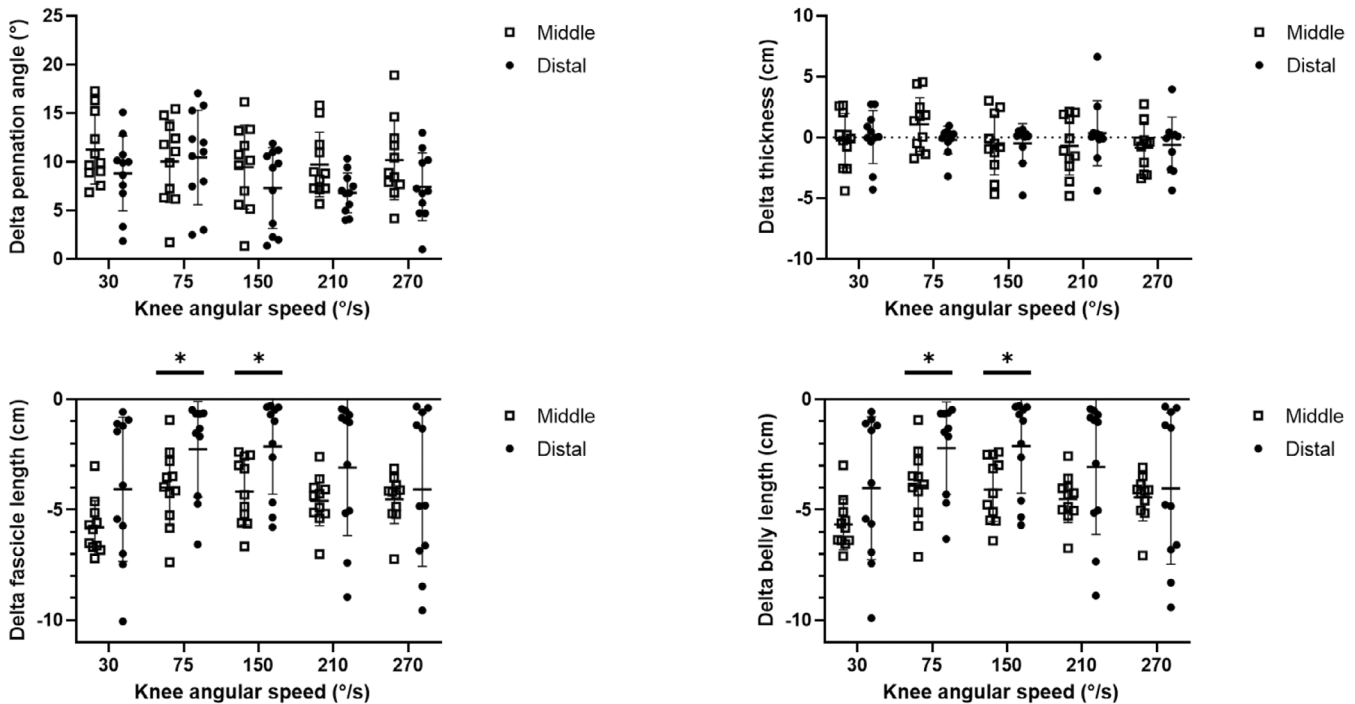 Delta pennation angle (°)
25
20
15
10
5
0
30 75 150 210 270
Knee angular speed (°/s)
Middle
Distal
Delta thickness (cm)
10
5
0
-5
-10
30 75 150 210 270
Knee angular speed (°/s)
Middle
Distal
* *
Delta fascicle length (cm)
0
-5
-10
30 75 150 210 270
Knee angular speed (°/s)
Middle
Distal
* *
Delta belly length (cm)
0
-5
-10
30 75 150 210 270
Knee angular speed (°/s)
Middle
Distal